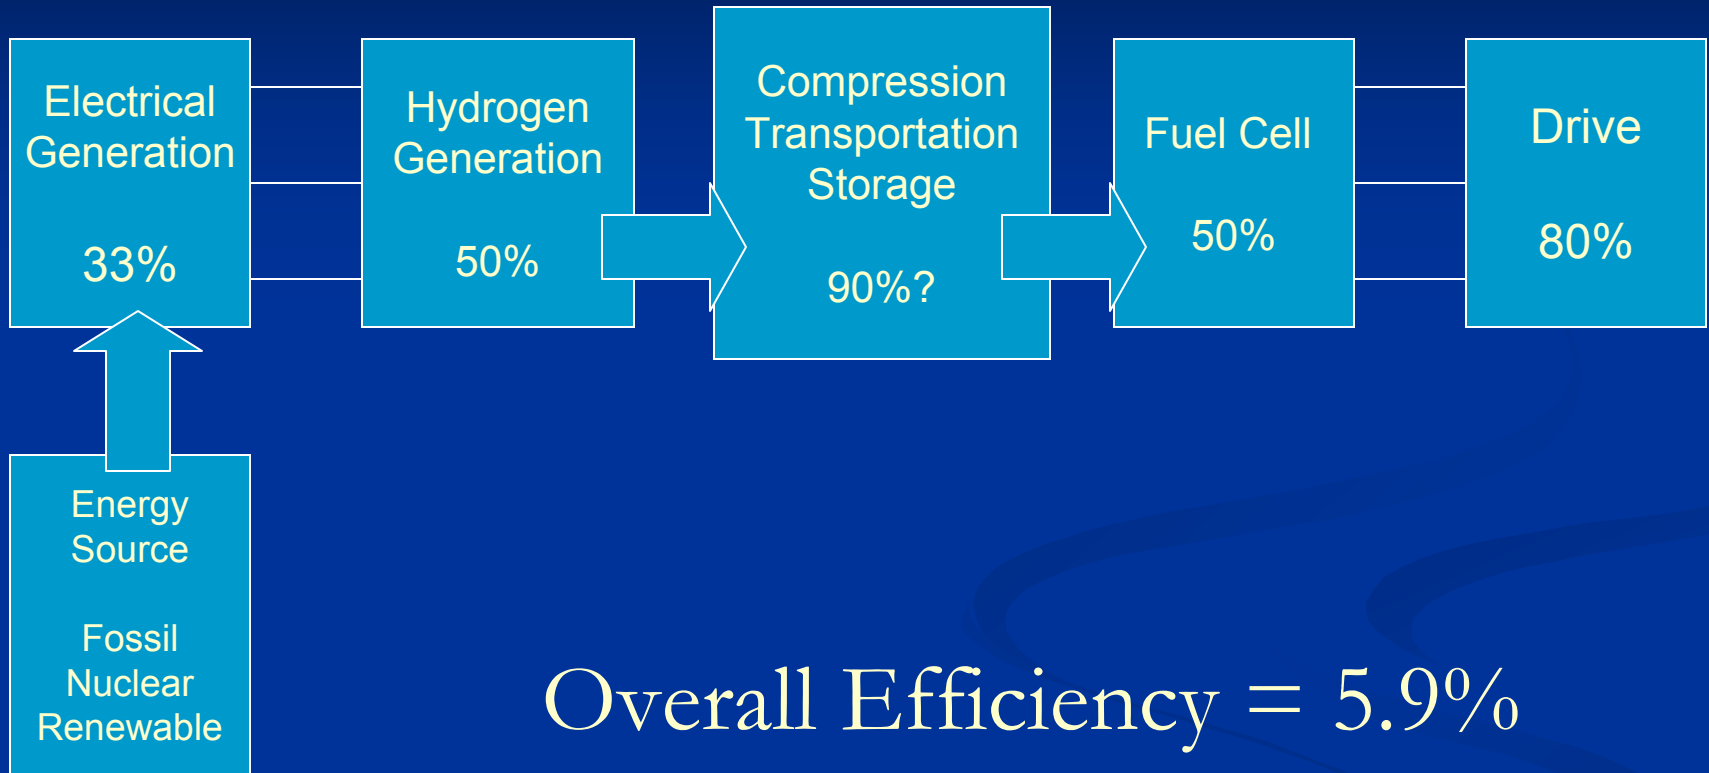 Electrical
Generation
33%
Hydrogen
Generation
50%
Compression
Transportation
Storage
90%?
Fuel Cell
50%
Drive
80%
Energy
Source
Fossil
Nuclear
Renewable
Overall Efficiency = 5.9%